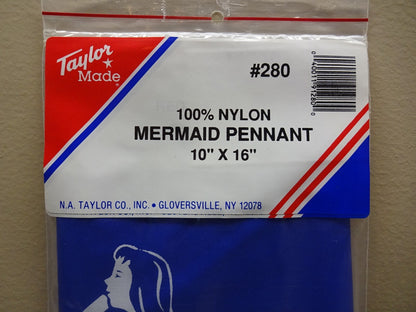 Taylor
Made
#280
100% NYLON
MERMAID PENNANT
10" X 16"
N.A. TAYLOR CO., INC. • GLOVERSVILLE, NY 12078